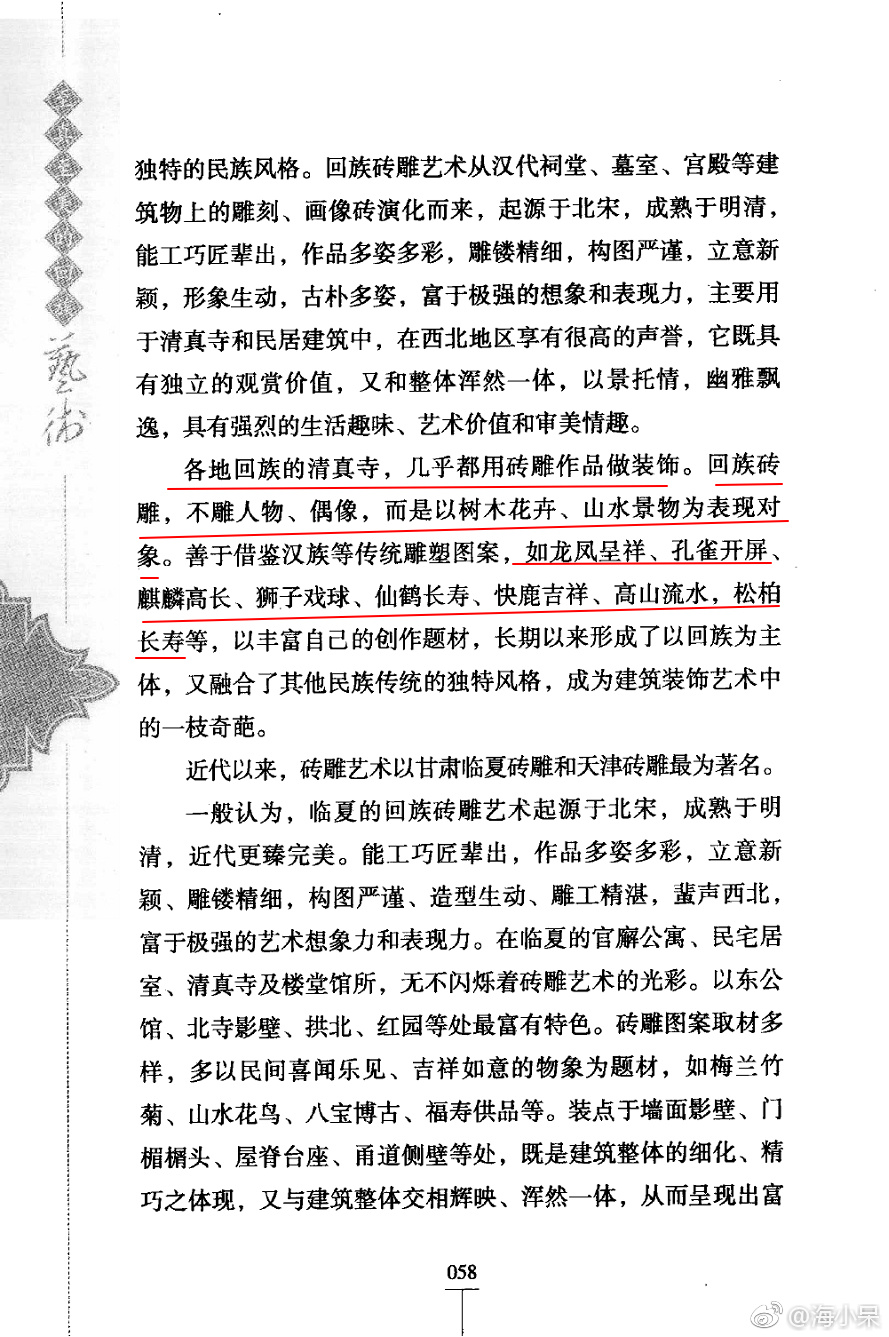 独特的民族风格。回族砖雕艺术从汉代祠堂、墓室、宫殿等建
筑物上的雕刻、画像砖演化而来，起源于北宋，成熟于明清，
能工巧匠辈出，作品多姿多彩，雕镂精细，构图严谨，立意新
颖，形象生动，古朴多姿，富于极强的想象和表现力，主要用
于清真寺和民居建筑中，在西北地区享有很高的声誉，它既具
有独立的观赏价值，又和整体浑然一体，以景托情，幽雅飘
逸，具有强烈的生活趣味、艺术价值和审美情趣。
各地回族的清真寺，几乎都用砖雕作品做装饰。回族砖
雕，不雕人物、偶像，而是以树木花卉、山水景物为表现对
象。善于借鉴汉族等传统雕塑图案，如龙凤呈祥、孔雀开屏、
麒麟高长、狮子戏球、仙鹤长寿、快鹿吉祥、高山流水，松柏
长寿等，以丰富自己的创作题材，长期以来形成了以回族为主
体，又融合了其他民族传统的独特风格，成为建筑装饰艺术中
的一枝奇葩。
近代以来，砖雕艺术以甘肃临夏砖雕和天津砖雕最为著名。
一般认为，临夏的回族砖雕艺术起源于北宋，成熟于明
清，近代更臻完美。能工巧匠辈出，作品多姿多彩，立意新
颖、雕镂精细，构图严谨、造型生动、雕工精湛，蜚声西北，
富于极强的艺术想象力和表现力。在临夏的官廨公寓、民宅居
室、清真寺及楼堂馆所，无不闪烁着砖雕艺术的光彩。以东公
馆、北寺影壁、拱北、红园等处最富有特色。砖雕图案取材多
样，多以民间喜闻乐见、吉祥如意的物象为题材，如梅兰竹
菊、山水花鸟、八宝博古、福寿供品等。装点于墙面影壁、门
楣楣头、屋脊台座、甬道侧壁等处，既是建筑整体的细化、精
巧之体现，又与建筑整体交相辉映、浑然一体，从而呈现出富
058
藝術
@海小呆